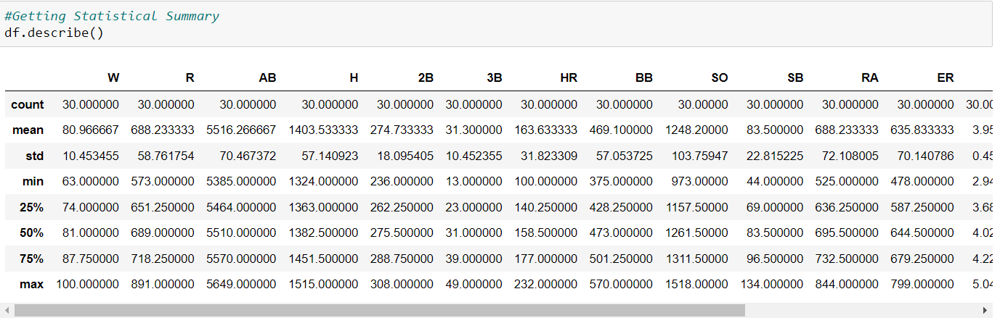 #Getting Statistical Summary
df.describe()
W R AB H 2B 3B HR BB SO SB RA ER
count 30.000000 30.000000 30.000000 30.000000 30.000000 30.000000 30.000000 30.000000 30.00000 30.000000 30.000000 30.000000 30.00
mean 80.966667 688.233333 5516.266667 1403.533333 274.733333 31.300000 163.633333 469.100000 1248.20000 83.500000 688.233333 635.833333 3.95
std 10.453455 58.761754 70.467372 57.140923 18.095405 10.452355 31.823309 57.053725 103.75947 22.815225 72.108005 70.140786 0.45
min 63.000000 573.000000 5385.000000 1324.000000 236.000000 13.000000 100.000000 375.000000 973.00000 44.000000 525.000000 478.000000 2.94
25% 74.000000 651.250000 5464.000000 1363.000000 262.250000 23.000000 140.250000 428.250000 1157.50000 69.000000 636.250000 587.250000 3.68
50% 81.000000 689.000000 5510.000000 1382.500000 275.500000 31.000000 158.500000 473.000000 1261.50000 83.500000 695.500000 644.500000 4.02
75% 87.750000 718.250000 5570.000000 1451.500000 288.750000 39.000000 177.000000 501.250000 1311.50000 96.500000 732.500000 679.250000 4.22
max 100.000000 891.000000 5649.000000 1515.000000 308.000000 49.000000 232.000000 570.000000 1518.00000 134.000000 844.000000 799.000000 5.04